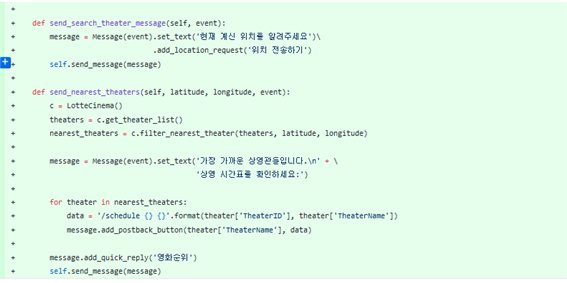 +
+ def send_search_theater_message(self, event):
+ message = Message(event).set_text('현재 계신 위치를 알려주세요')\
+ .add_location_request('위치 전송하기')
+ self.send_message(message)
+
+ def send_nearest_theaters(self, latitude, longitude, event):
+ c = LotteCinema()
+ theaters = c.get_theater_list()
+ nearest_theaters = c.filter_nearest_theater(theaters, latitude, longitude)
+
+ message = Message(event).set_text('가장 가까운 상영관들입니다.\n' + \
+ '상영 시간표를 확인하세요:')
+
+ for theater in nearest_theaters:
+ data = '/schedule {} {}'.format(theater['TheaterID'], theater['TheaterName'])
+ message.add_postback_button(theater['TheaterName'], data)
+
+ message.add_quick_reply('영화순위')
+ self.send_message(message)